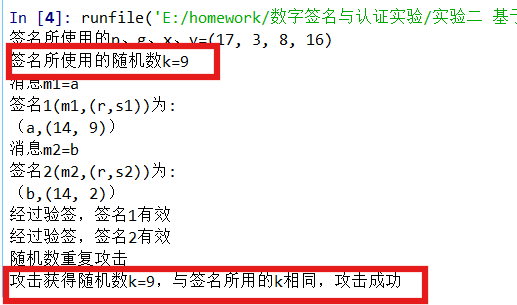 In [4]: runfile('E:/homework/数字签名与认证实验/实验二 基
签名所使用的p、g、x、y=(17, 3, 8, 16)
签名所使用的随机数k=9
消息m1=a
签名1(m1,(r,s1))为:
（a,(14, 9)）
消息m2=b
签名2(m2,(r,s2))为:
（b,(14, 2)）
经过验签，签名1有效
经过验签，签名2有效
随机数重复攻击
攻击获得随机数k=9，与签名所用的k相同，攻击成功